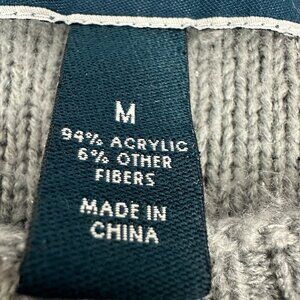 M
94% ACRYLIC
6% OTHER
FIBERS
MADE IN
CHINA